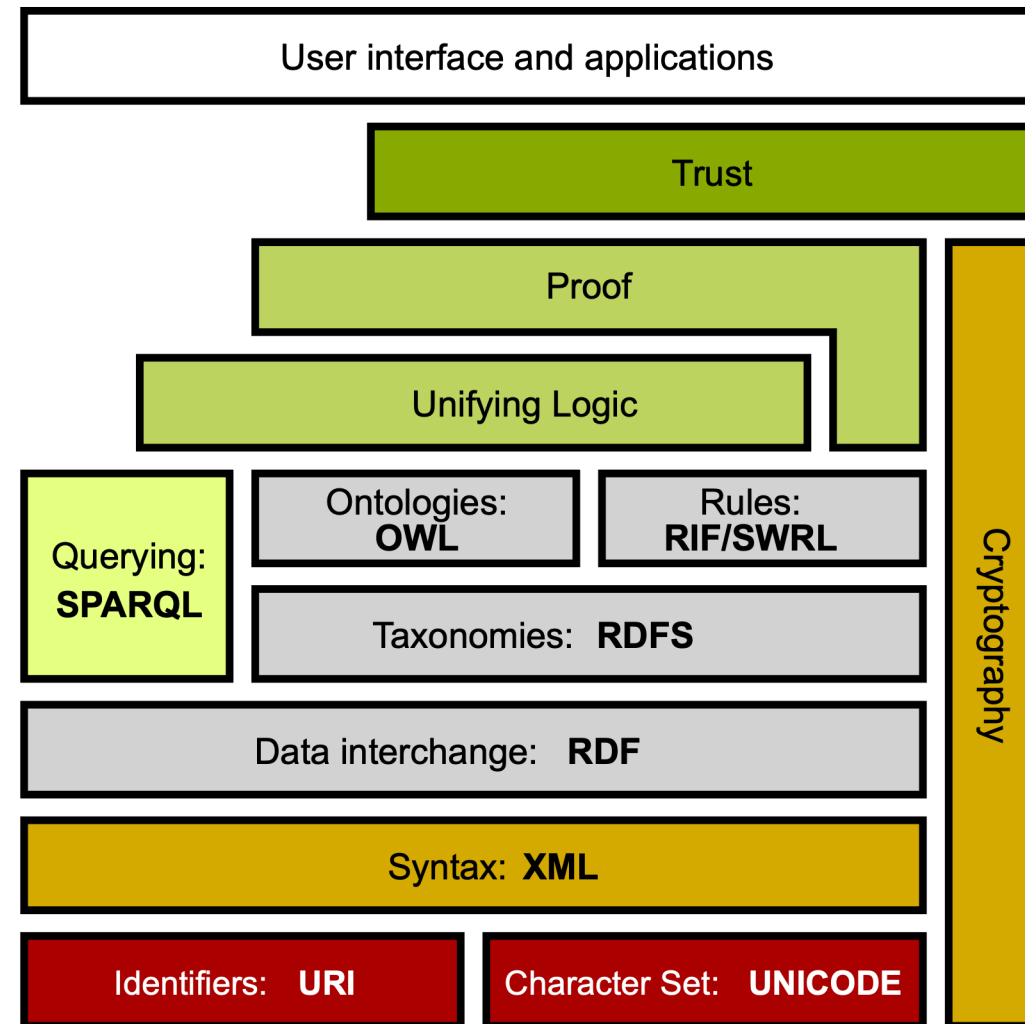 User interface and applications
Trust
Proof
Unifying Logic
Ontologies:
OWL
Rules:
RIF/SWRL
Querying:
SPARQL
Taxonomies: RDFS
Cryptography
Data interchange: RDF
Syntax: XML
Identifiers: URI
Character Set: UNICODE